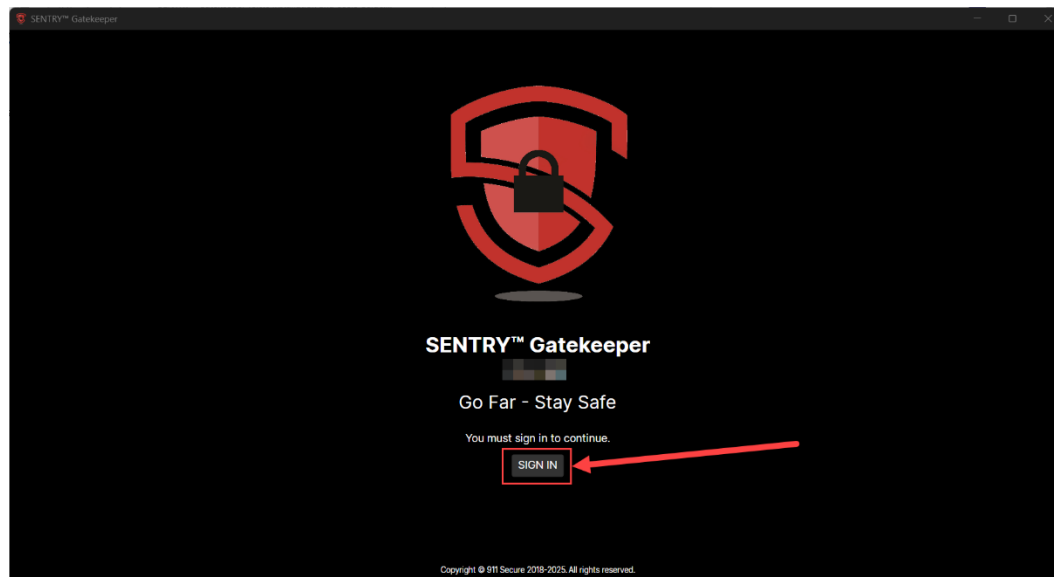 SENTRY™ Gatekeeper
SENTRY™ Gatekeeper
Go Far - Stay Safe
You must sign in to continue.
SIGN IN
Copyright © 911 Secure 2018-2025. All rights reserved.